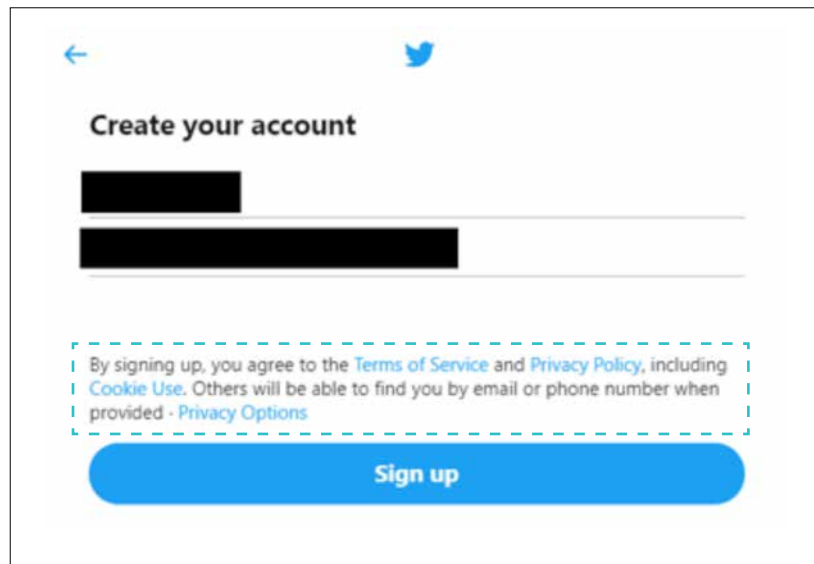 Create your account
By signing up, you agree to the Terms of Service and Privacy Policy, including
Cookie Use. Others will be able to find you by email or phone number when
provided · Privacy Options
Sign up